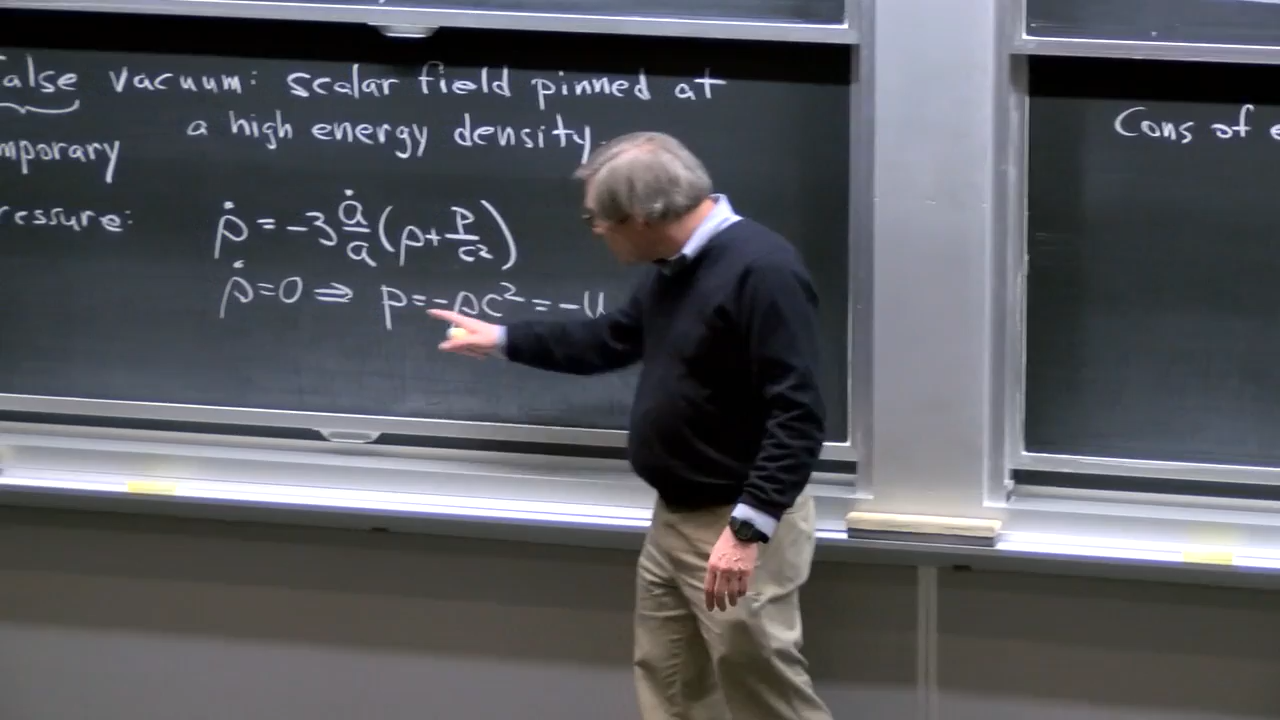 alse vacuum: scalar field pinned at
a high energy density.
mporary
ressure: ρ̇ = -3 ȧ/a (ρ + P/c²)
ρ̇ = 0 ⇒ p = -ρc² = -u
Cons of e